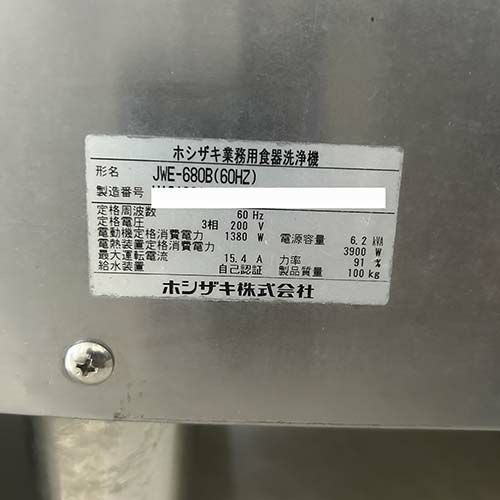 ホシザキ業務用食器洗浄機
形名 JWE-680B(60HZ)
製造番号
定格周波数 60 Hz
定格電圧 3相 200 V
電動機定格消費電力 1380 W 電源容量 6.2 kVA
電熱装置定格消費電力 3900 W
最大運転電流 15.4 A 力率 91 %
給水装置 自己認証 製品質量 100 kg
ホシザキ株式会社